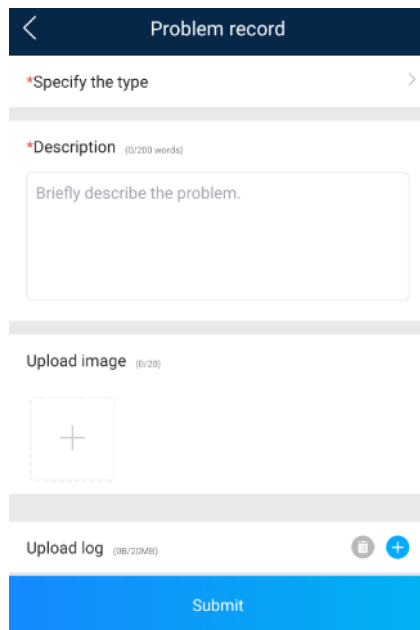 Problem record
*Specify the type
*Description (0/200 words)
Briefly describe the problem.
Upload image (0/20)
Upload log (0B/20MB)
Submit